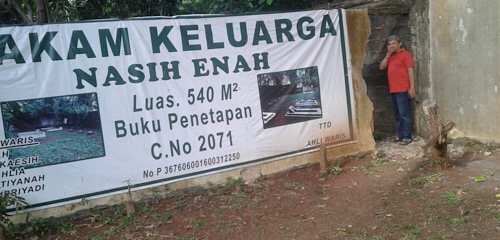 AKAM KELUARGA
NASIH ENAH
Luas. 540 M².
Buku Penetapan
C.No 2071
No P 367606001600312250
WARIS
H
KAESIH
HLIA
TIYANAH
PRIYADI
TTD
AHLI WARIS